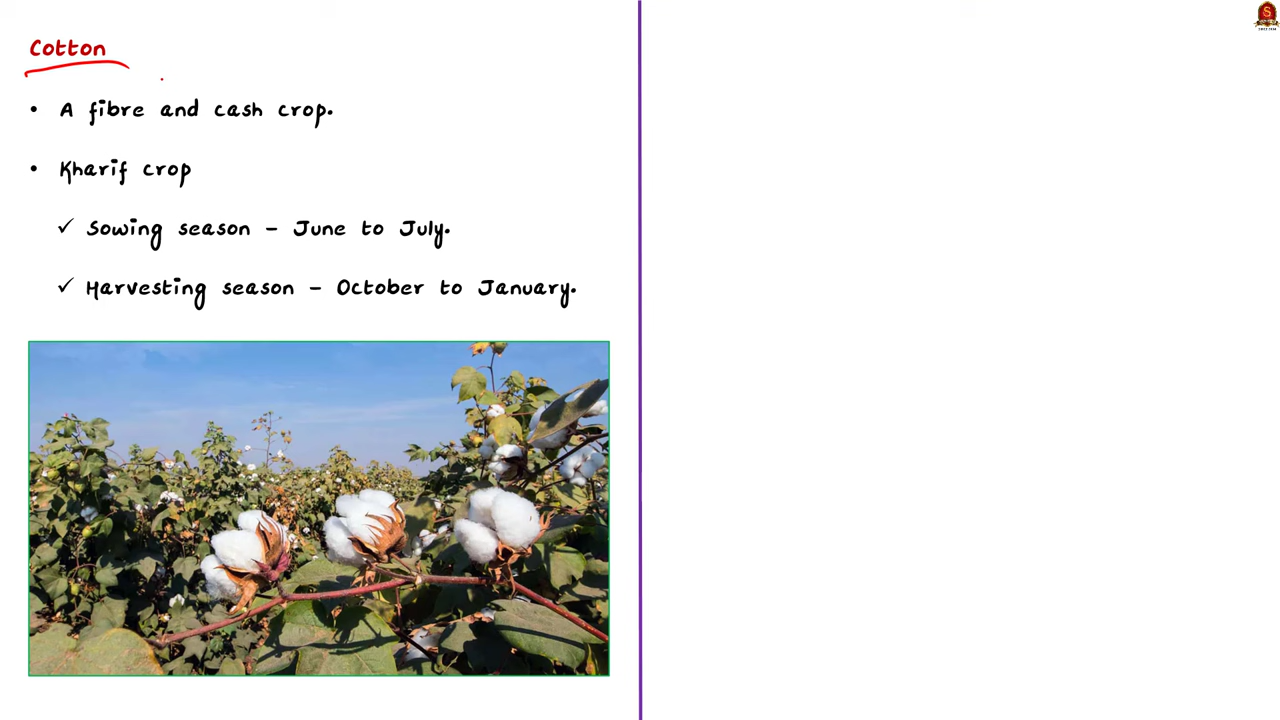 Cotton
• A fibre and cash crop.
• Kharif crop
✓ Sowing season - June to July.
✓ Harvesting season - October to January.